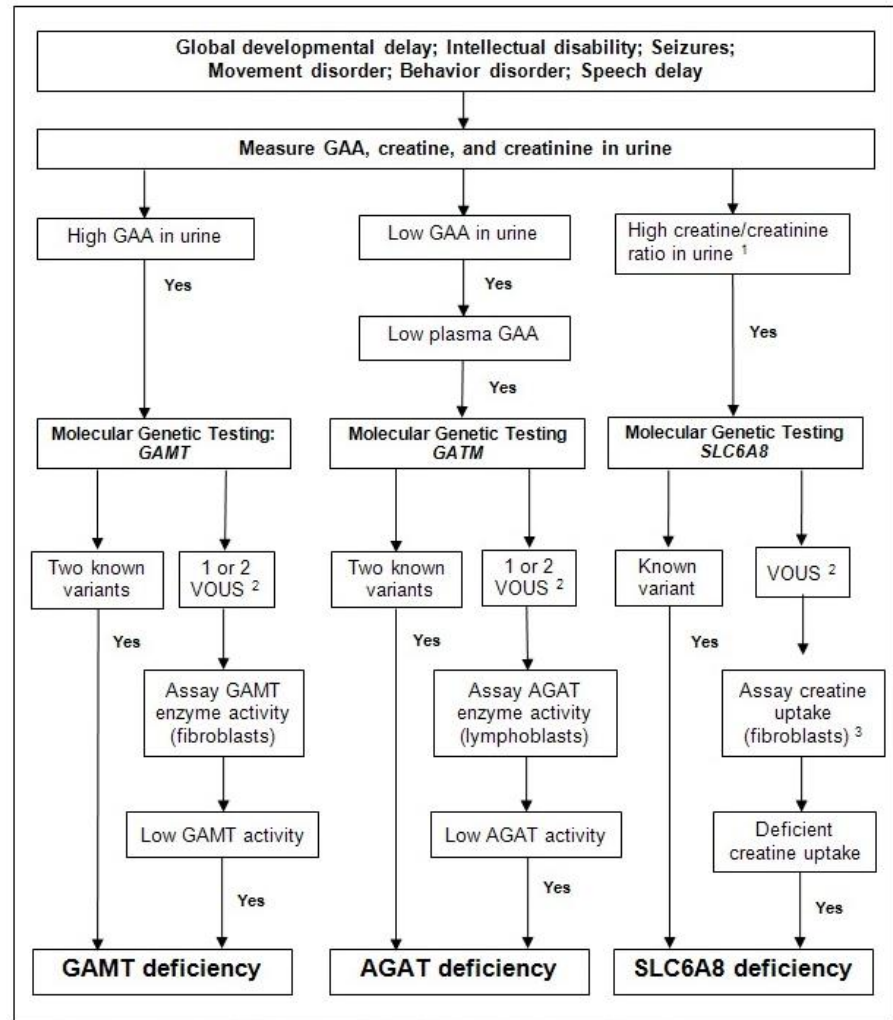 Global developmental delay; Intellectual disability; Seizures;
Movement disorder; Behavior disorder; Speech delay
Measure GAA, creatine, and creatinine in urine
High GAA in urine
Low GAA in urine
High creatine/creatinine
ratio in urine 1
Yes
Yes
Low plasma GAA
Yes
Yes
Molecular Genetic Testing:
GAMT
Molecular Genetic Testing
GATM
Molecular Genetic Testing
SLC6A8
Two known
variants
1 or 2
VOUS 2
Two known
variants
1 or 2
VOUS 2
Known
variant
VOUS 2
Yes
Yes
Yes
Assay GAMT
enzyme activity
(fibroblasts)
Assay AGAT
enzyme activity
(lymphoblasts)
Assay creatine
uptake
(fibroblasts) 3
Low GAMT activity
Low AGAT activity
Deficient
creatine uptake
Yes
Yes
Yes
GAMT deficiency
AGAT deficiency
SLC6A8 deficiency